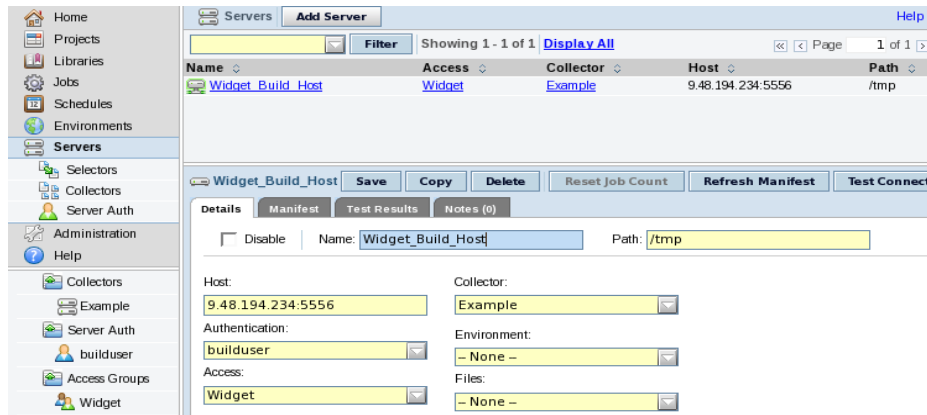 Home
Projects
Libraries
Jobs
Schedules
12
Environments
Servers
Selectors
Collectors
Server Auth
Administration
Help
Collectors
Example
Server Auth
builduser
Access Groups
Widget
Servers Add Server Help
Filter Showing 1 - 1 of 1 Display All Page 1 of 1
Name Access Collector Host Path
Widget_Build_Host Widget Example 9.48.194.234:5556 /tmp
Widget_Build_Host Save Copy Delete Reset Job Count Refresh Manifest Test Connect
Details Manifest Test Results Notes (0)
Disable Name: Widget_Build_Host Path: /tmp
Host: Collector:
9.48.194.234:5556 Example
Authentication: Environment:
builduser -- None --
Access: Files:
Widget -- None --